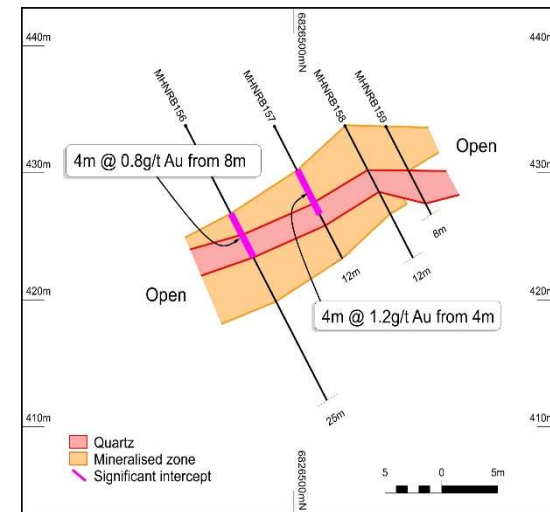 6826500mN
440m
440m
MHNRB156
MHNRB157
MHNRB158
MHNRB159
4m @ 0.8g/t Au from 8m
Open
430m
430m
8m
12m
12m
Open
420m
420m
4m @ 1.2g/t Au from 4m
25m
410m
410m
Quartz
Mineralised zone
Significant intercept
6826500mN
5
0
5m